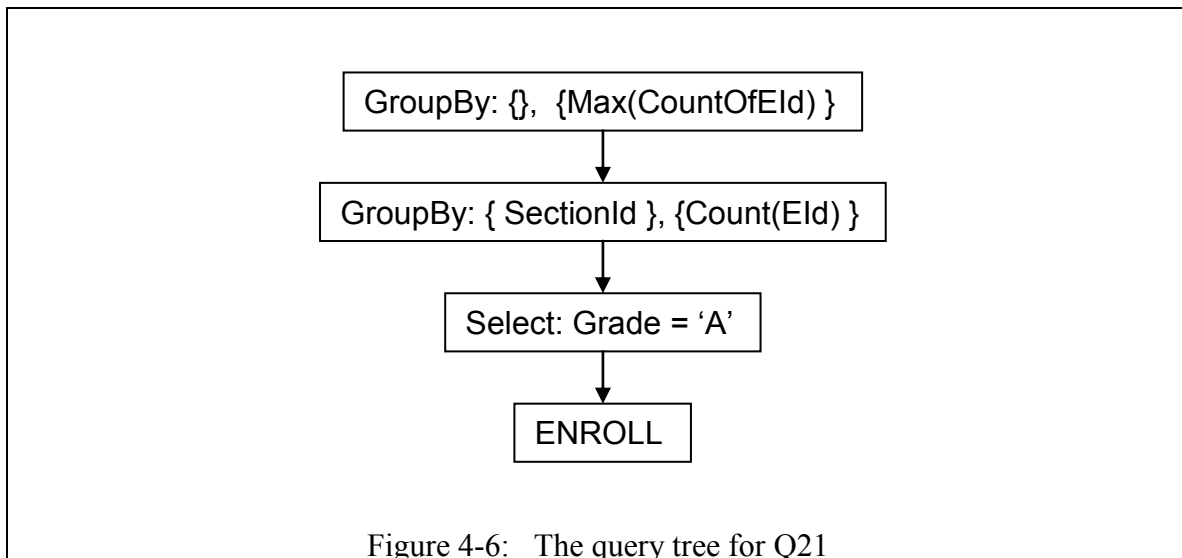 GroupBy: {}, {Max(CountOfEId) }
GroupBy: { SectionId }, {Count(EId) }
Select: Grade = ‘A’
ENROLL
Figure 4-6: The query tree for Q21